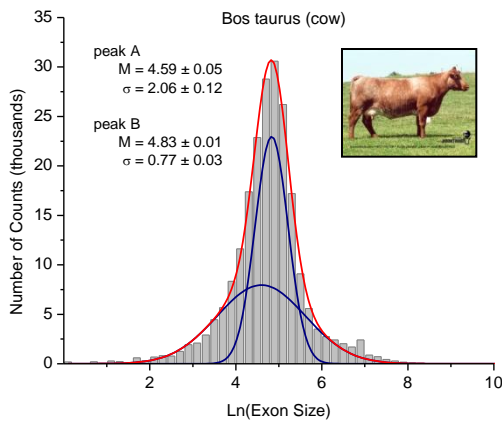 Bos taurus (cow)
peak A
M = 4.59 ± 0.05
σ = 2.06 ± 0.12
peak B
M = 4.83 ± 0.01
σ = 0.77 ± 0.03
Number of Counts (thousands)
35
30
25
20
15
10
5
0
2
4
6
8
10
Ln(Exon Size)